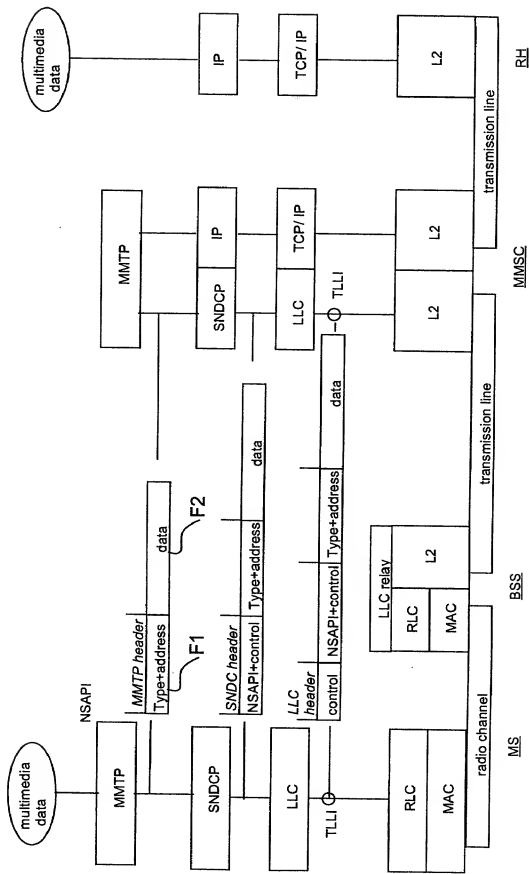 multimedia
data
MMTP
SNDCP
LLC
TLLI
RLC
MAC
radio channel
MS
NSAPI
MMTP header
Type+address
data
F1
F2
SNDC header
NSAPI+control
Type+address
data
LLC
header
control
NSAPI+control
Type+address
data
LLC relay
RLC
MAC
L2
BSS
transmission line
MMTP
SNDCP
IP
LLC
TCP/ IP
TLLI
L2
L2
MMSC
transmission line
multimedia
data
IP
TCP/ IP
L2
RH